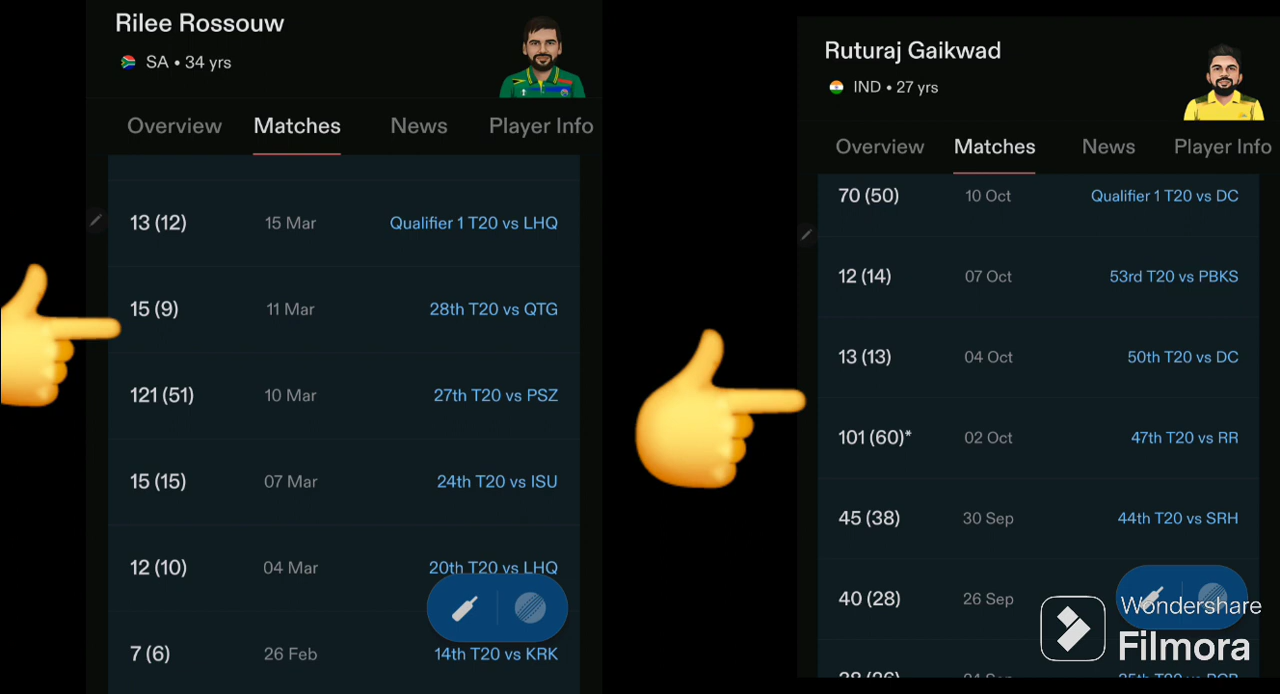 Rilee Rossouw
SA • 34 yrs
Overview Matches News Player Info
13 (12) 15 Mar Qualifier 1 T20 vs LHQ
15 (9) 11 Mar 28th T20 vs QTG
121 (51) 10 Mar 27th T20 vs PSZ
15 (15) 07 Mar 24th T20 vs ISU
12 (10) 04 Mar 20th T20 vs LHQ
7 (6) 26 Feb 14th T20 vs KRK
Ruturaj Gaikwad
IND • 27 yrs
Overview Matches News Player Info
70 (50) 10 Oct Qualifier 1 T20 vs DC
12 (14) 07 Oct 53rd T20 vs PBKS
13 (13) 04 Oct 50th T20 vs DC
101 (60)* 02 Oct 47th T20 vs RR
45 (38) 30 Sep 44th T20 vs SRH
40 (28) 26 Sep
Wondershare
Filmora